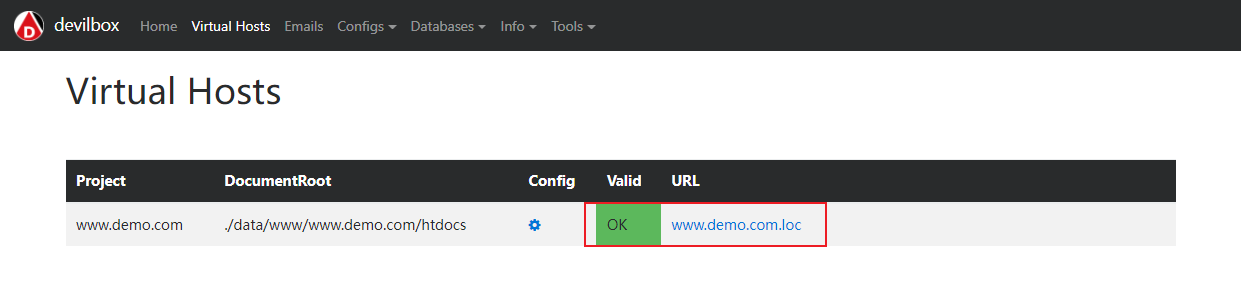 devilbox Home Virtual Hosts Emails Configs Databases Info Tools
Virtual Hosts
Project DocumentRoot Config Valid URL
www.demo.com ./data/www/www.demo.com/htdocs OK www.demo.com.loc